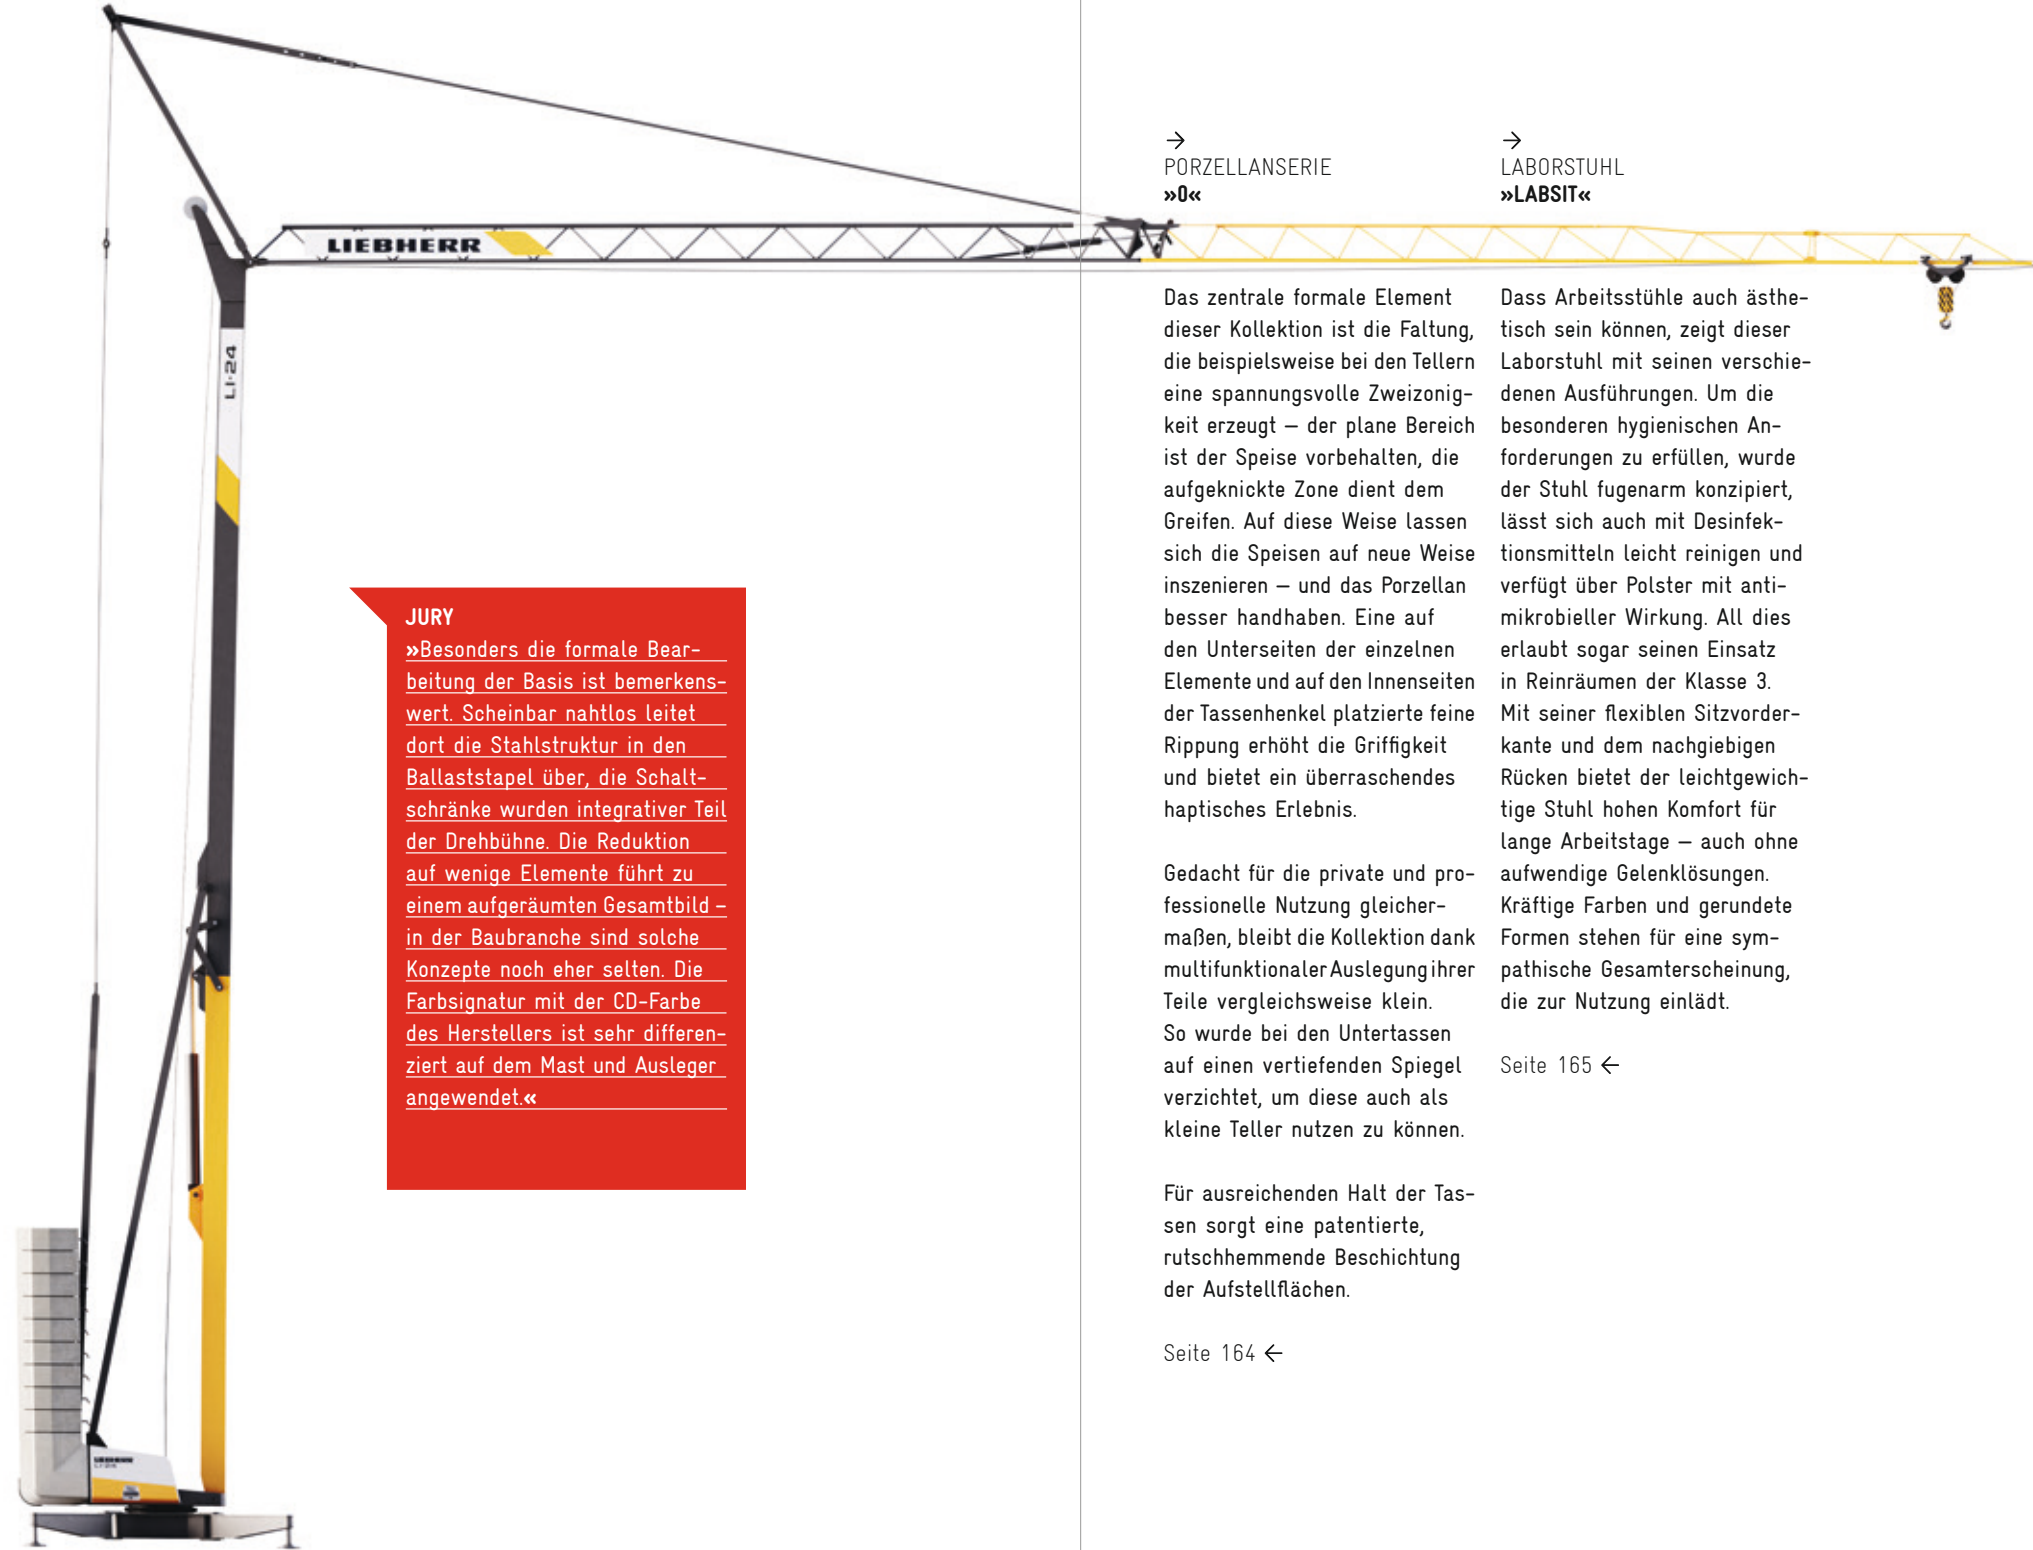 LIEBHERR
L1-24
JURY
»Besonders die formale Bear-
beitung der Basis ist bemerkens-
wert. Scheinbar nahtlos leitet
dort die Stahlstruktur in den
Ballaststapel über, die Schalt-
schränke wurden integrativer Teil
der Drehbühne. Die Reduktion
auf wenige Elemente führt zu
einem aufgeräumten Gesamtbild –
in der Baubranche sind solche
Konzepte noch eher selten. Die
Farbsignatur mit der CD-Farbe
des Herstellers ist sehr differen-
ziert auf dem Mast und Ausleger
angewendet.«
LIEBHERR
L1-24
→
PORZELLANSERIE
»O«
Das zentrale formale Element
dieser Kollektion ist die Faltung,
die beispielsweise bei den Tellern
eine spannungsvolle Zweizonig-
keit erzeugt – der plane Bereich
ist der Speise vorbehalten, die
aufgeknickte Zone dient dem
Greifen. Auf diese Weise lassen
sich die Speisen auf neue Weise
inszenieren – und das Porzellan
besser handhaben. Eine auf
den Unterseiten der einzelnen
Elemente und auf den Innenseiten
der Tassenhenkel platzierte feine
Rippung erhöht die Griffigkeit
und bietet ein überraschendes
haptisches Erlebnis.
Gedacht für die private und pro-
fessionelle Nutzung gleicher-
maßen, bleibt die Kollektion dank
multifunktionaler Auslegung ihrer
Teile vergleichsweise klein.
So wurde bei den Untertassen
auf einen vertiefenden Spiegel
verzichtet, um diese auch als
kleine Teller nutzen zu können.
Für ausreichenden Halt der Tas-
sen sorgt eine patentierte,
rutschhemmende Beschichtung
der Aufstellflächen.
Seite 164 ←
→
LABORSTUHL
»LABSIT«
Dass Arbeitsstühle auch ästhe-
tisch sein können, zeigt dieser
Laborstuhl mit seinen verschie-
denen Ausführungen. Um die
besonderen hygienischen An-
forderungen zu erfüllen, wurde
der Stuhl fugenarm konzipiert,
lässt sich auch mit Desinfek-
tionsmitteln leicht reinigen und
verfügt über Polster mit anti-
mikrobieller Wirkung. All dies
erlaubt sogar seinen Einsatz
in Reinräumen der Klasse 3.
Mit seiner flexiblen Sitzvorder-
kante und dem nachgiebigen
Rücken bietet der leichtgewich-
tige Stuhl hohen Komfort für
lange Arbeitstage – auch ohne
aufwendige Gelenklösungen.
Kräftige Farben und gerundete
Formen stehen für eine sym-
pathische Gesamterscheinung,
die zur Nutzung einlädt.
Seite 165 ←